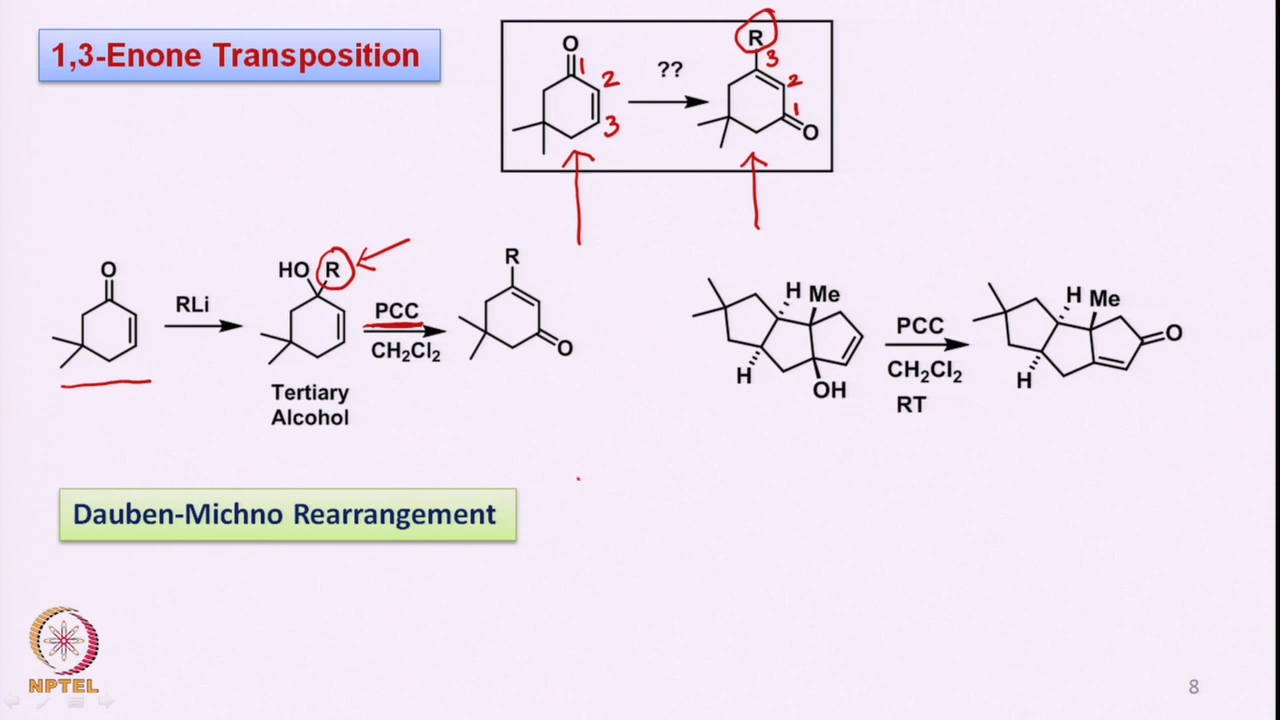 1,3-Enone Transposition
O
1
2
3
??
R
3
2
1
O
O
RLi
HO R
Tertiary
Alcohol
PCC
CH2Cl2
R
O
H Me
H
OH
PCC
CH2Cl2
RT
H Me
O
H
Dauben-Michno Rearrangement
NPTEL
8